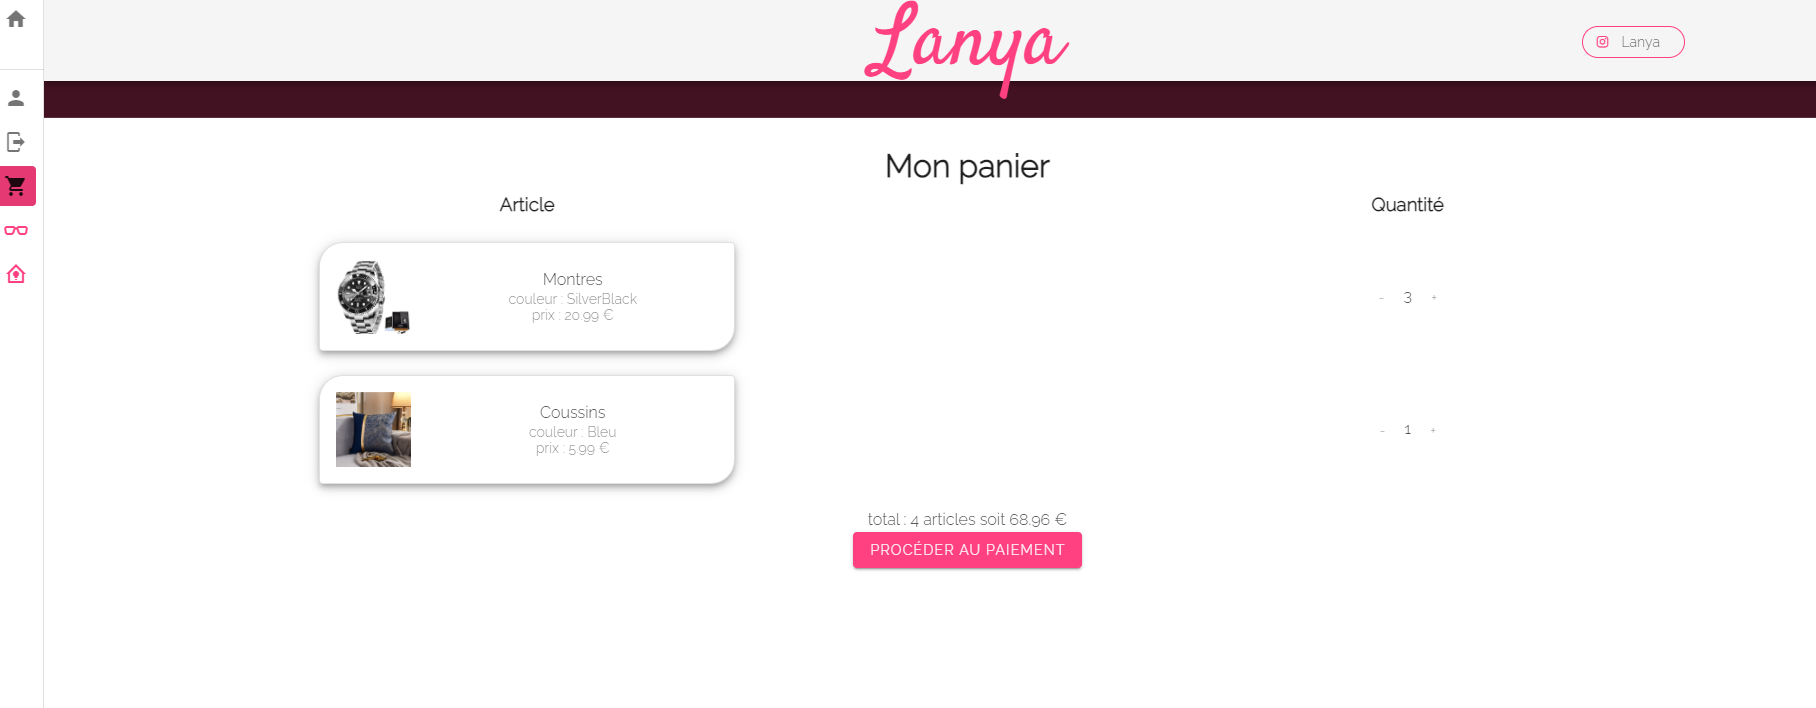 Lanya
Lanya
Mon panier
Article
Quantité
Montres
couleur : SilverBlack
prix : 20.99 €
- 3 +
Coussins
couleur : Bleu
prix : 5.99 €
- 1 +
total : 4 articles soit 68.96 €
PROCÉDER AU PAIEMENT